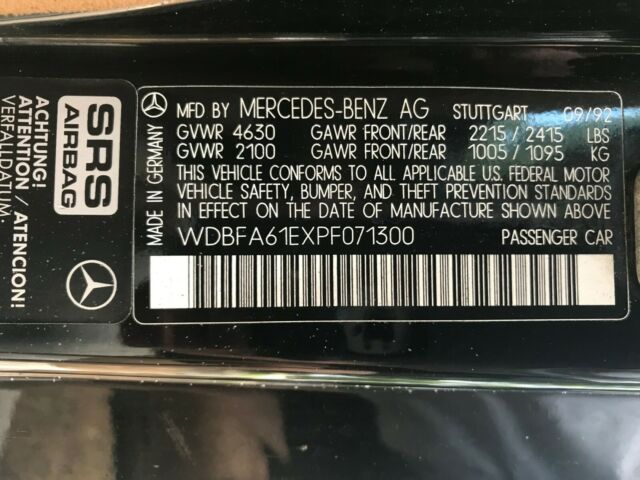 ACHTUNG!
ATTENTION / ATENCION!
VERFALLDATUM:
SRS
AIRBAG
MADE IN GERMANY
MFD BY MERCEDES-BENZ AG STUTTGART 09/92
GVWR 4630 GAWR FRONT/REAR 2215 / 2415 LBS
GVWR 2100 GAWR FRONT/REAR 1005 / 1095 KG
THIS VEHICLE CONFORMS TO ALL APPLICABLE U.S. FEDERAL MOTOR
VEHICLE SAFETY, BUMPER, AND THEFT PREVENTION STANDARDS
IN EFFECT ON THE DATE OF MANUFACTURE SHOWN ABOVE.
WDBFA61EXPF071300 PASSENGER CAR